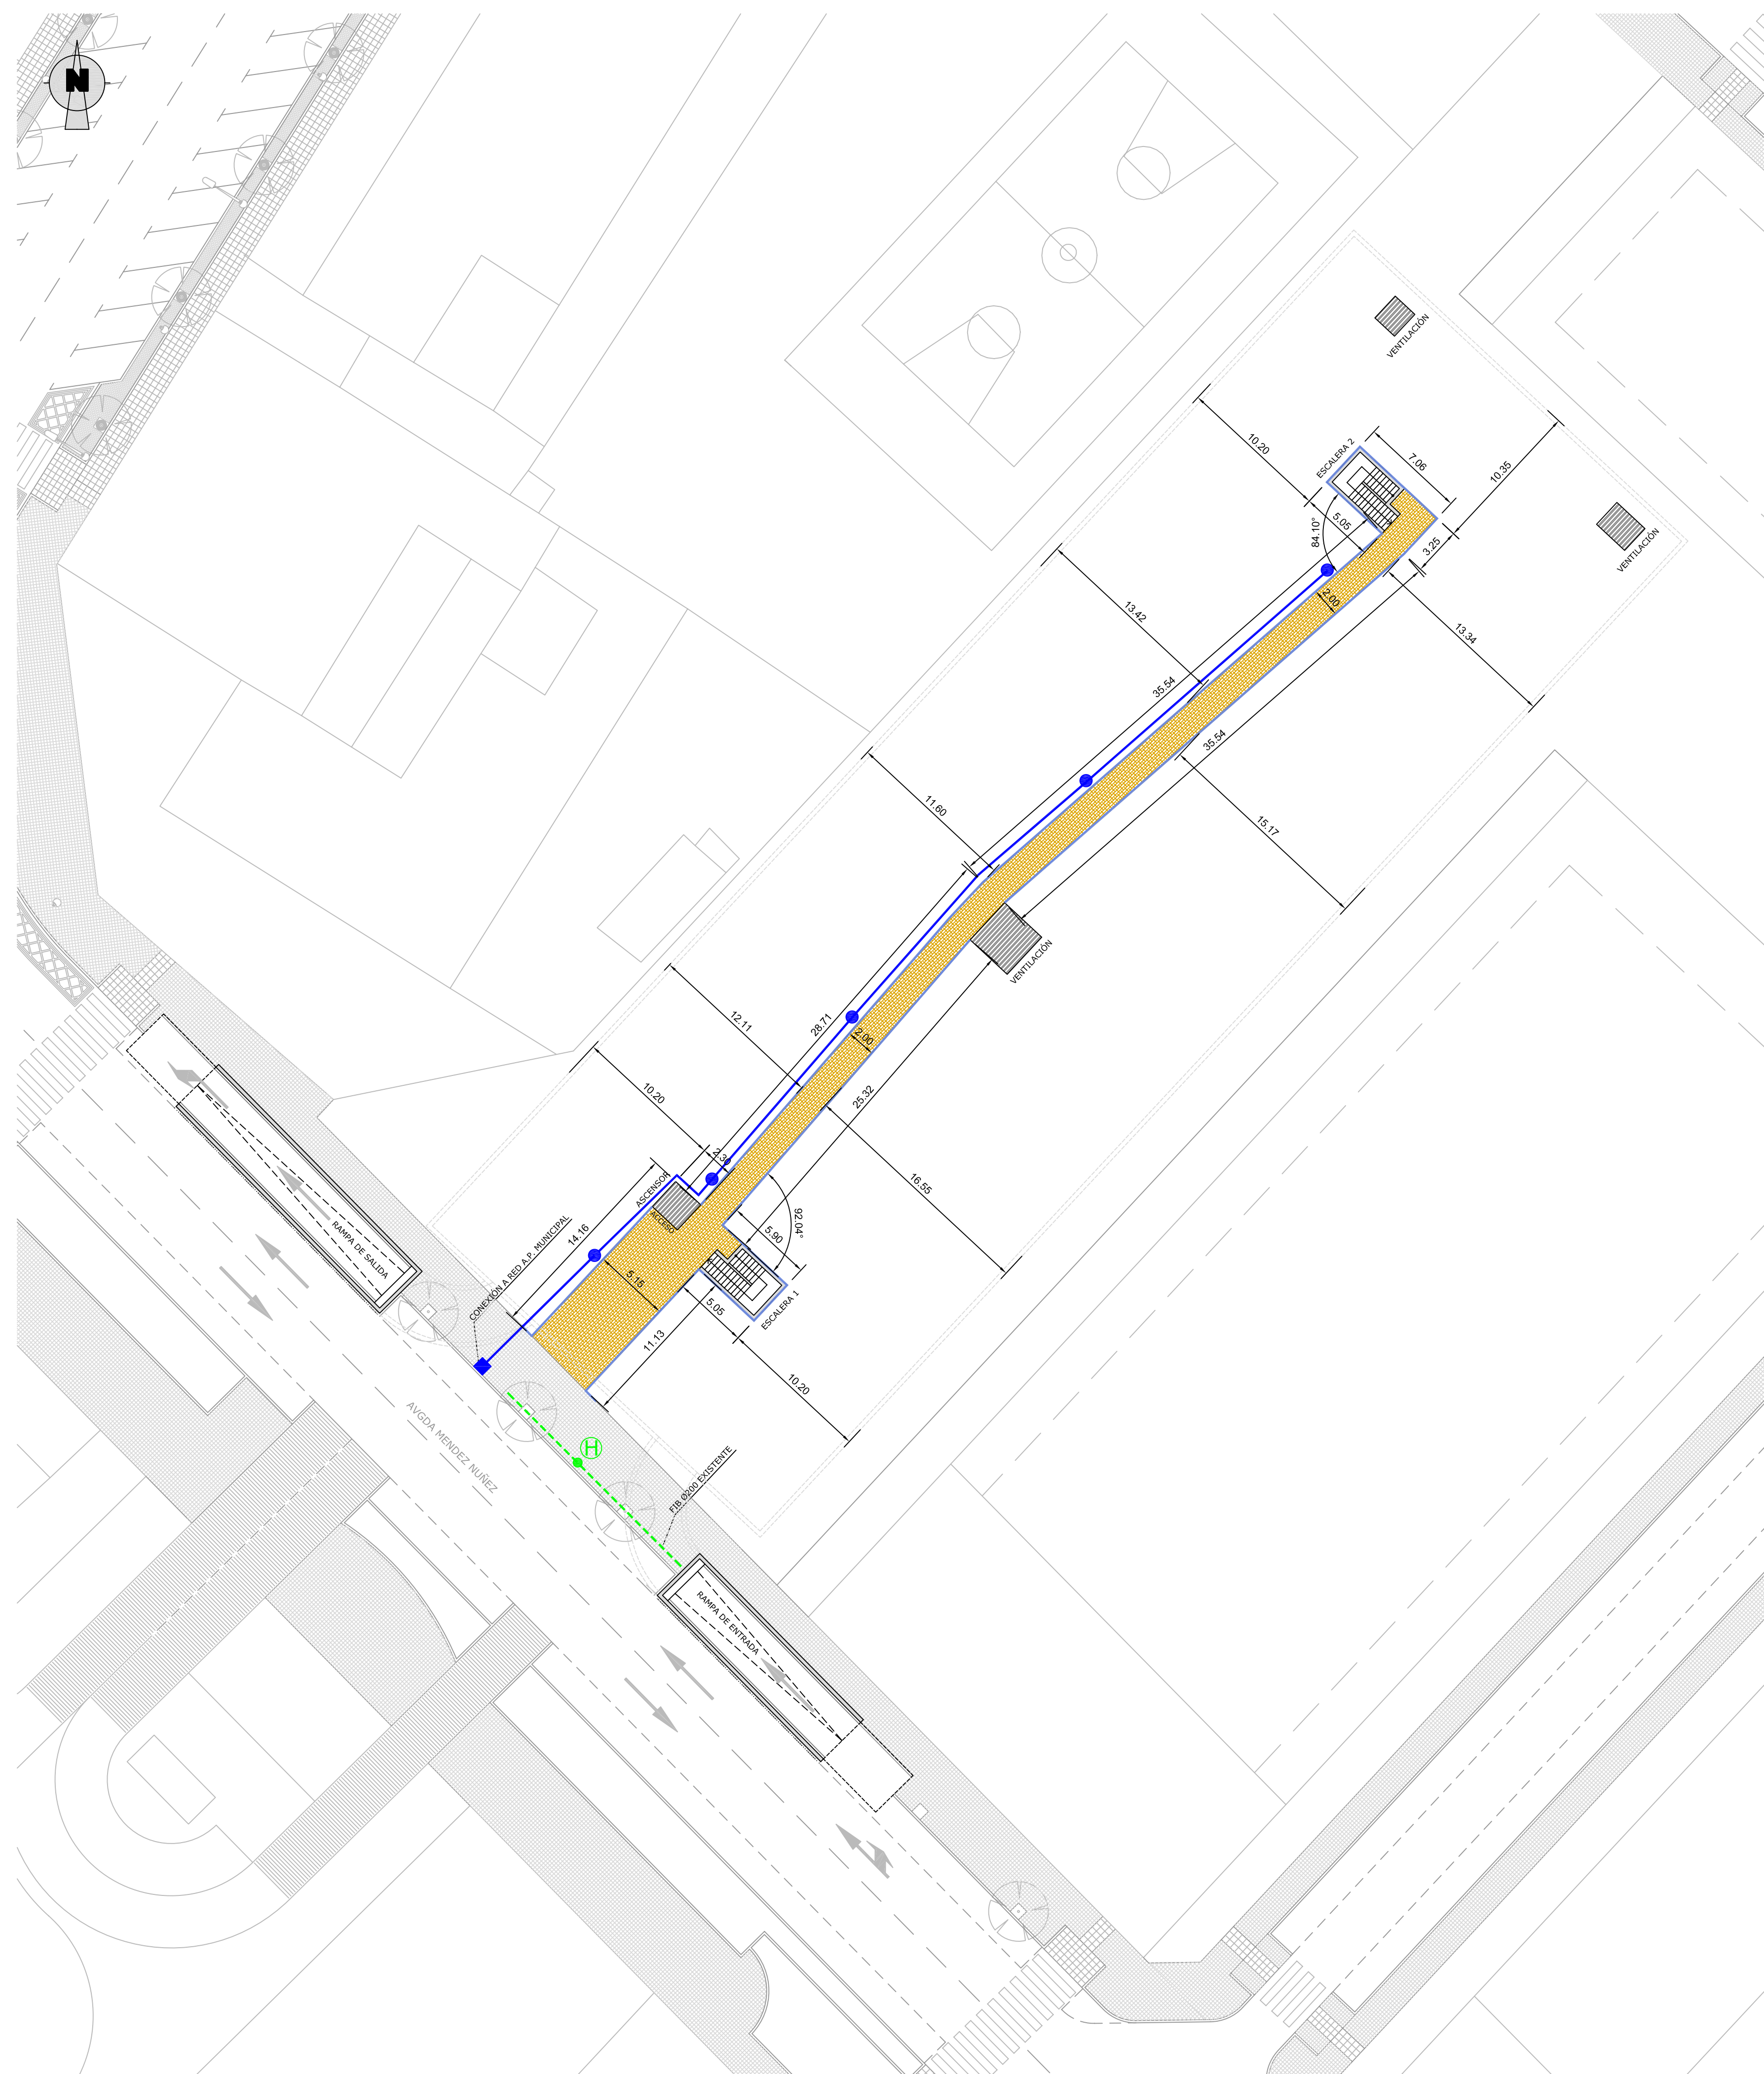 N
VENTILACIÓN
10.20
ESCALERA 2
7.06
10.35
5.05
84.10°
3.25
VENTILACIÓN
2.00
13.42
13.34
35.54
35.54
11.60
15.17
VENTILACIÓN
12.11
28.71
2.00
10.20
25.32
2.36
ASCENSOR
ACCESO
16.55
14.16
CONEXIÓN A RED A.P. MUNICIPAL
92.04°
5.90
RAMPA DE SALIDA
5.15
5.05
ESCALERA 1
11.13
10.20
AVGDA MENDEZ NUÑEZ
H
FIB Ø200 EXISTENTE
RAMPA DE ENTRADA